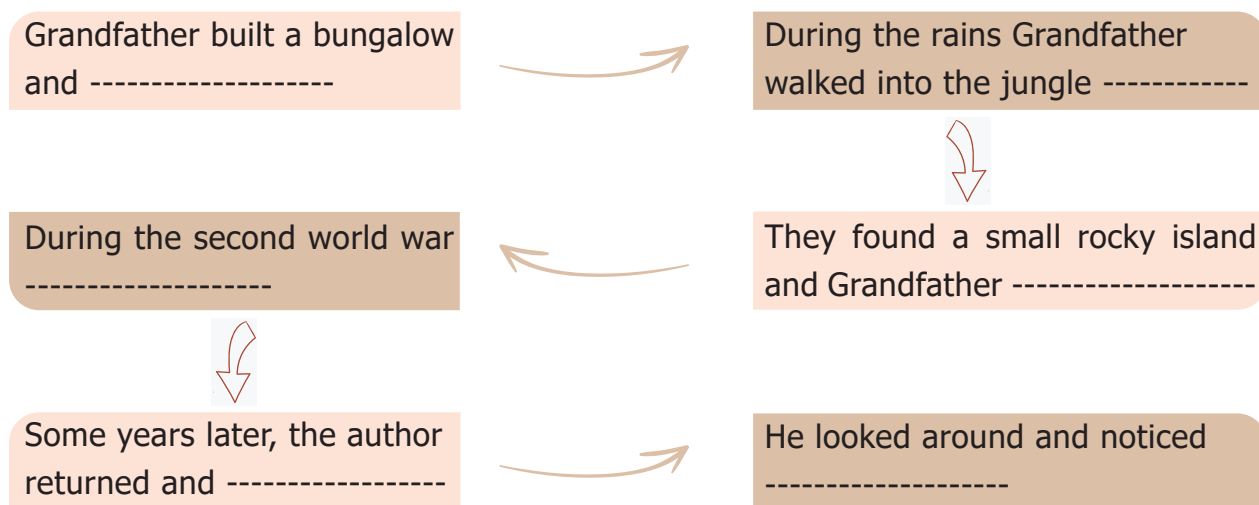 Grandfather built a bungalow
and --------------------
During the rains Grandfather
walked into the jungle ------------
They found a small rocky island
and Grandfather --------------------
During the second world war
--------------------
Some years later, the author
returned and ------------------
He looked around and noticed
--------------------